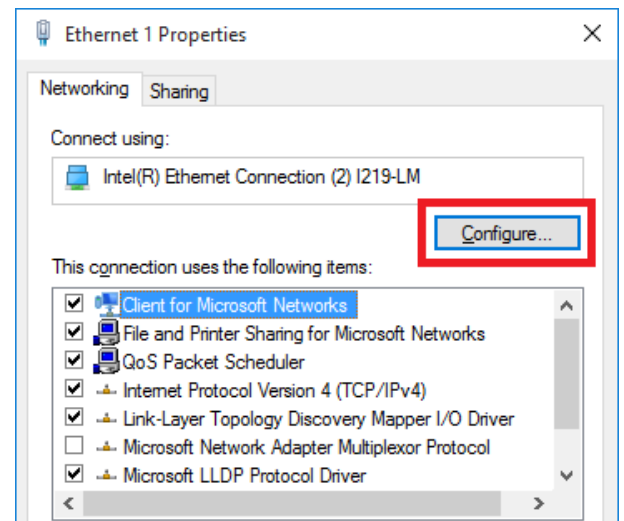 Ethernet 1 Properties
Networking
Sharing
Connect using:
Intel(R) Ethernet Connection (2) I219-LM
Configure...
This connection uses the following items:
Client for Microsoft Networks
File and Printer Sharing for Microsoft Networks
QoS Packet Scheduler
Internet Protocol Version 4 (TCP/IPv4)
Link-Layer Topology Discovery Mapper I/O Driver
Microsoft Network Adapter Multiplexor Protocol
Microsoft LLDP Protocol Driver